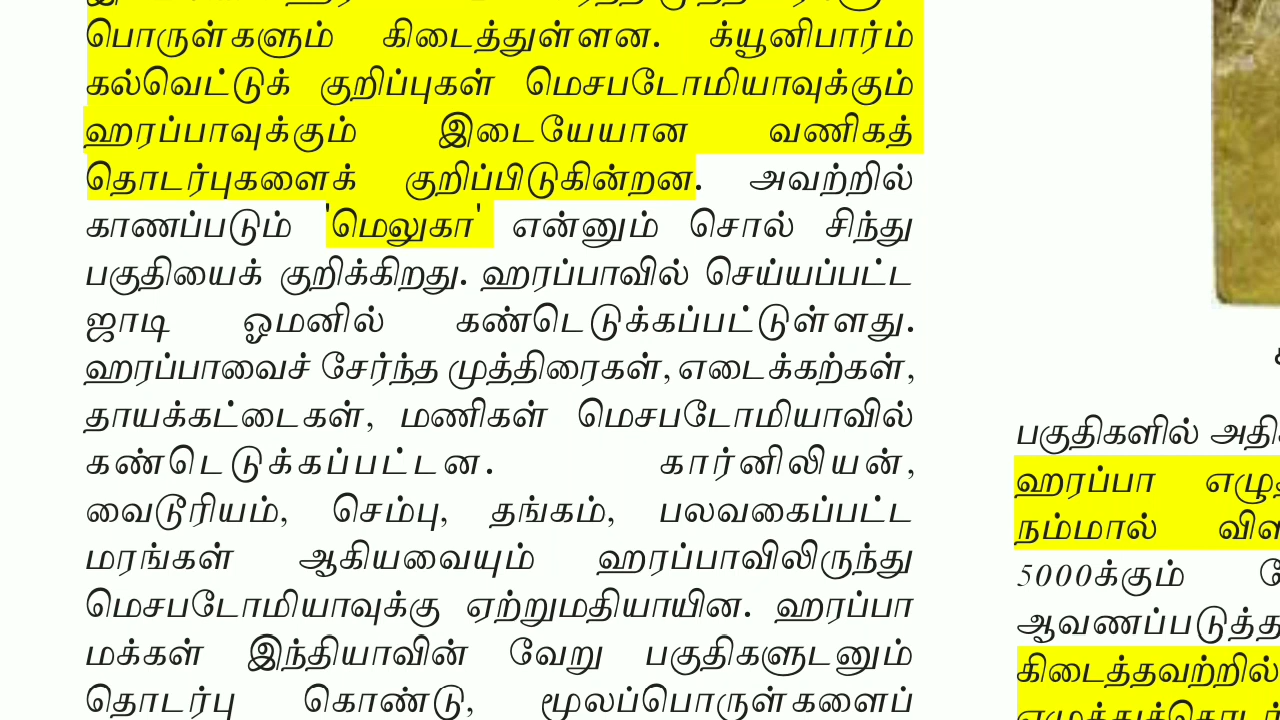 பொருள்களும் கிடைத்துள்ளன. க்யூனிபார்ம்
கல்வெட்டுக் குறிப்புகள் மெசபடோமியாவுக்கும்
ஹரப்பாவுக்கும் இடையேயான வணிகத்
தொடர்புகளைக் குறிப்பிடுகின்றன. அவற்றில்
காணப்படும் 'மெலுகா' என்னும் சொல் சிந்து
பகுதியைக் குறிக்கிறது. ஹரப்பாவில் செய்யப்பட்ட
ஜாடி ஓமனில் கண்டெடுக்கப்பட்டுள்ளது.
ஹரப்பாவைச் சேர்ந்த முத்திரைகள், எடைக்கற்கள்,
தாயக்கட்டைகள், மணிகள் மெசபடோமியாவில்
கண்டெடுக்கப்பட்டன. கார்னிலியன்,
வைடூரியம், செம்பு, தங்கம், பலவகைப்பட்ட
மரங்கள் ஆகியவையும் ஹரப்பாவிலிருந்து
மெசபடோமியாவுக்கு ஏற்றுமதியாயின. ஹரப்பா
மக்கள் இந்தியாவின் வேறு பகுதிகளுடனும்
தொடர்பு கொண்டு, மூலப்பொருள்களைப்
பகுதிகளில்
ஹரப்பா
நம்மால்
5000க்கும்
கிடைத்தவற்றில்